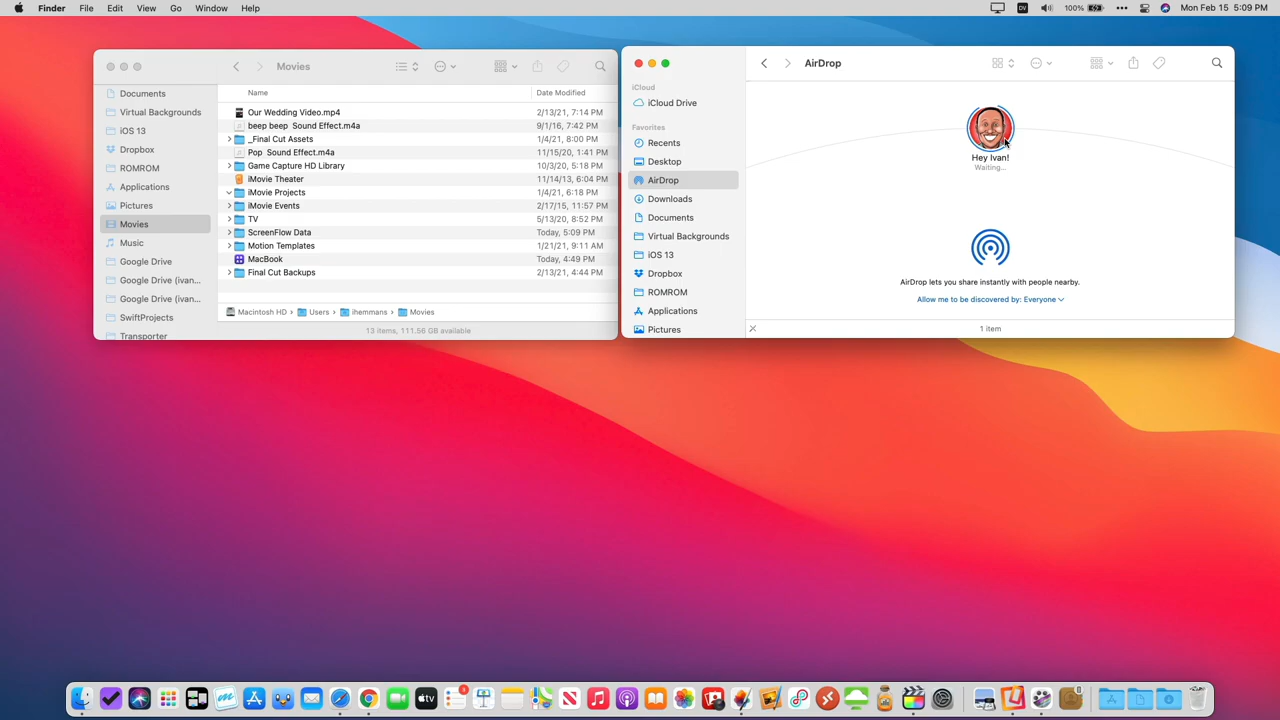 Finder File Edit View Go Window Help
DV 100% Mon Feb 15 5:09 PM
Movies
Documents
Virtual Backgrounds
iOS 13
Dropbox
ROMROM
Applications
Pictures
Movies
Music
Google Drive
Google Drive (ivan...
Google Drive (ivan...
SwiftProjects
Transporter
Name Date Modified
Our Wedding Video.mp4 2/13/21, 7:14 PM
beep beep Sound Effect.m4a 9/1/16, 7:42 PM
_Final Cut Assets 1/4/21, 8:00 PM
Pop Sound Effect.m4a 11/15/20, 1:41 PM
Game Capture HD Library 10/3/20, 5:18 PM
iMovie Theater 11/14/13, 6:04 PM
iMovie Projects 1/4/21, 6:18 PM
iMovie Events 2/17/15, 11:57 PM
TV 5/13/20, 8:52 PM
ScreenFlow Data Today, 5:09 PM
Motion Templates 1/21/21, 9:11 AM
MacBook Today, 4:49 PM
Final Cut Backups 2/13/21, 4:44 PM
Macintosh HD Users ihemmans Movies
13 items, 111.56 GB available
AirDrop
iCloud
iCloud Drive
Favorites
Recents
Desktop
AirDrop
Downloads
Documents
Virtual Backgrounds
iOS 13
Dropbox
ROMROM
Applications
Pictures
Hey Ivan!
Waiting...
AirDrop lets you share instantly with people nearby.
Allow me to be discovered by: Everyone
1 item